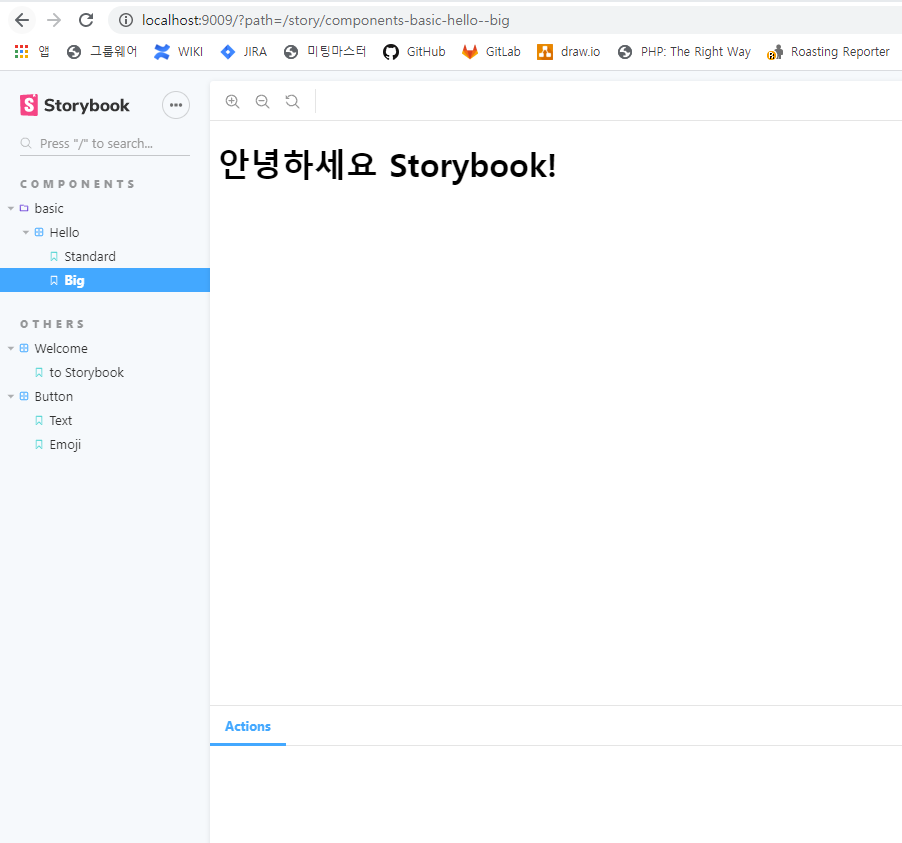 localhost:9009/?path=/story/components-basic-hello--big
앱 그룹웨어 WIKI JIRA 미팅마스터 GitHub GitLab draw.io PHP: The Right Way Roasting Reporter
Storybook
Press "/" to search...
COMPONENTS
basic
Hello
Standard
Big
OTHERS
Welcome
to Storybook
Button
Text
Emoji
안녕하세요 Storybook!
Actions